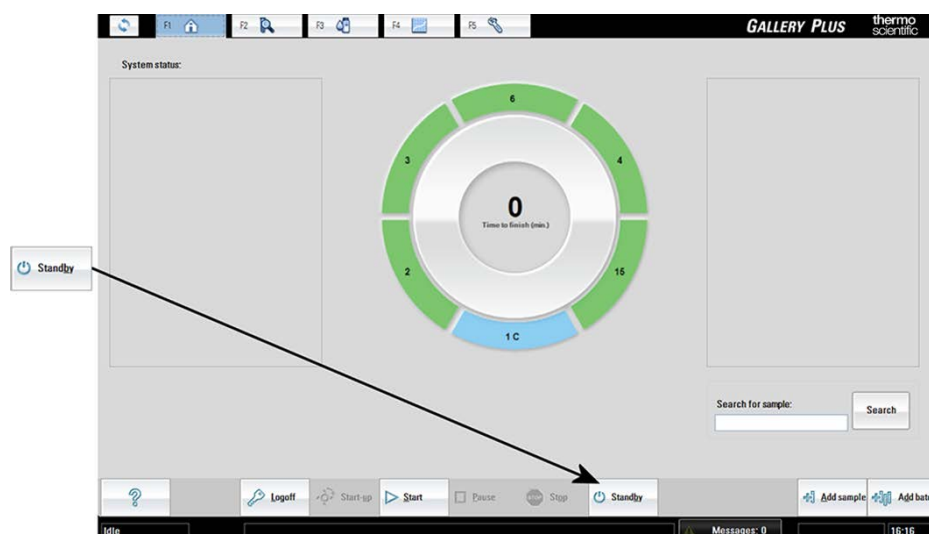 F1
F2
F3
F4
F5
GALLERY PLUS
thermo
scientific
System status:
6
3
4
0
Time to finish (min.)
2
15
1 C
Standby
Search for sample:
Search
?
Logoff
Start-up
Start
Pause
STOP
Stop
Standby
Add sample
Add bat
Idle
Messages: 0
16:16